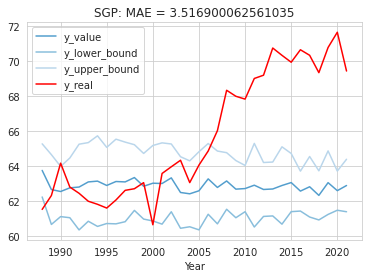 SGP: MAE = 3.516900062561035
y_value
y_lower_bound
y_upper_bound
y_real
72
70
68
66
64
62
60
1990
1995
2000
2005
2010
2015
2020
Year